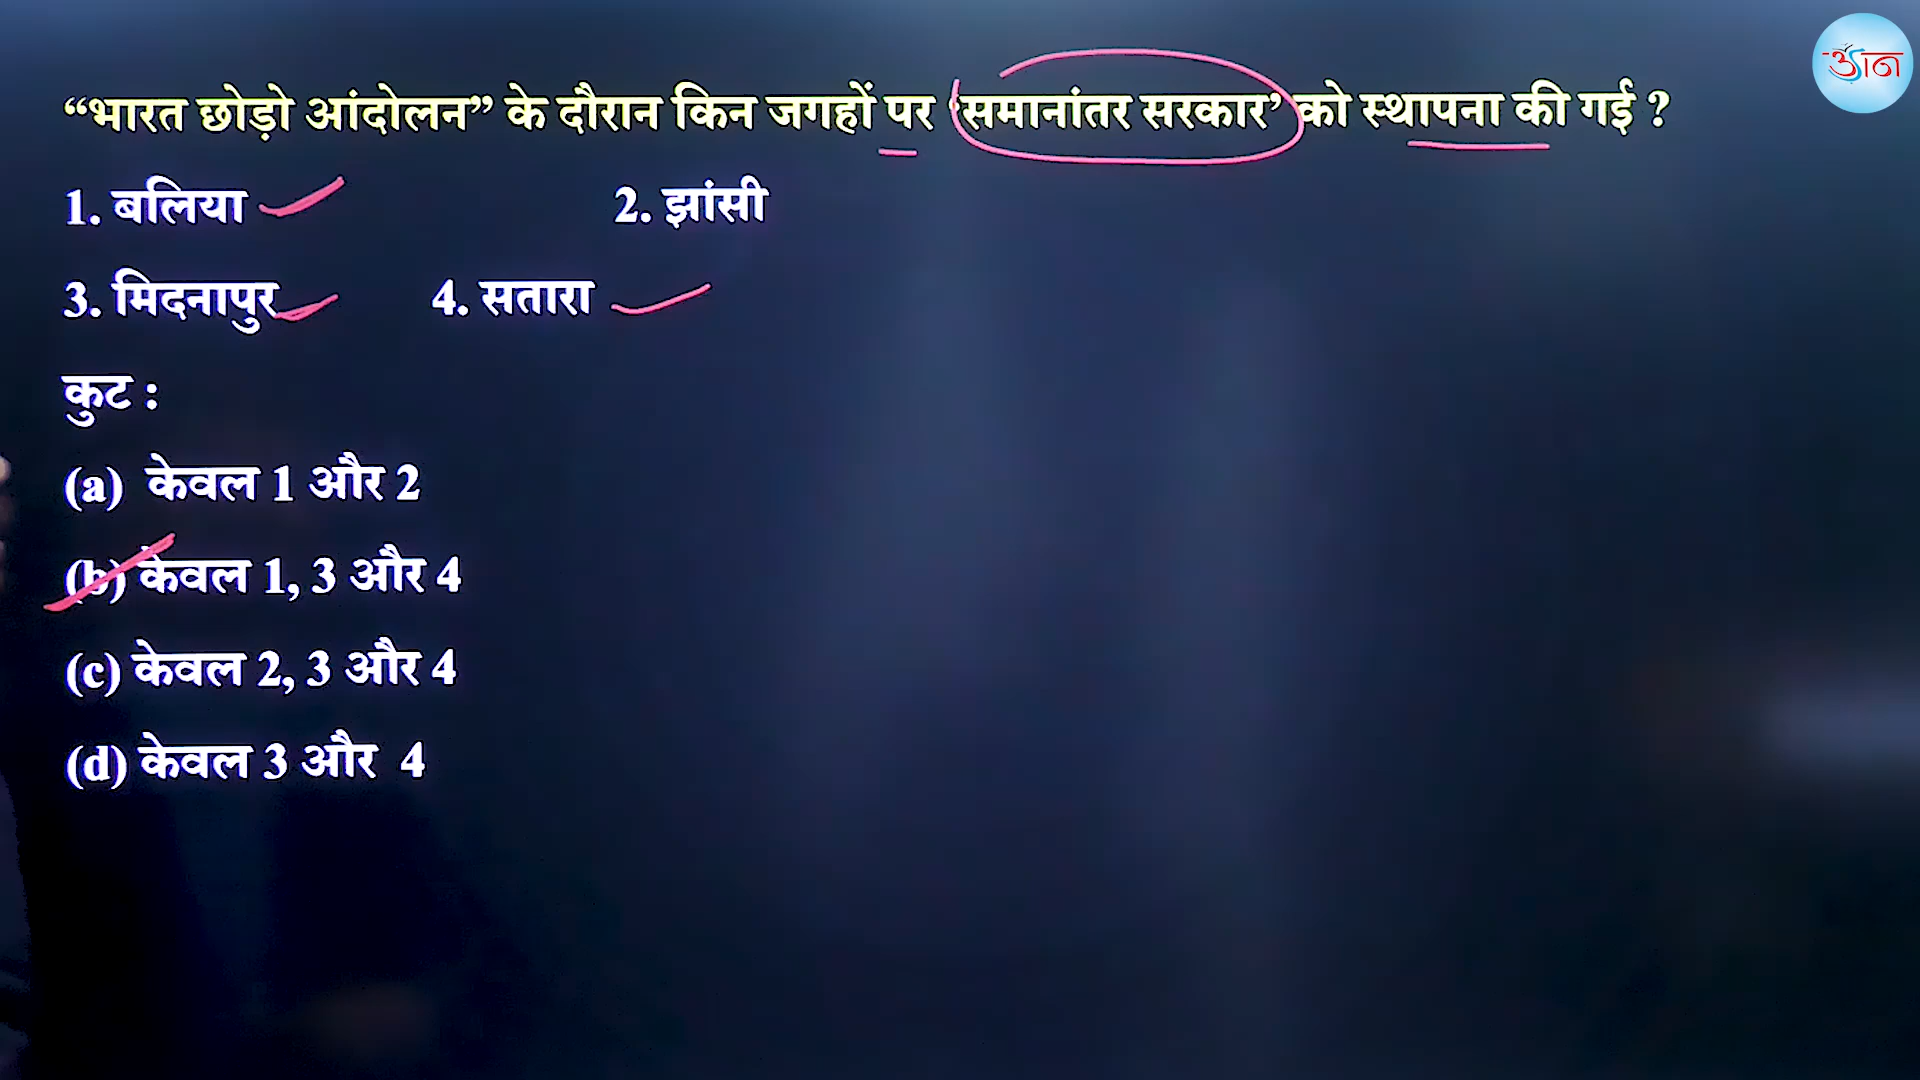 “भारत छोड़ो आंदोलन” के दौरान किन जगहों पर ‘समानांतर सरकार’ को स्थापना की गई ?
1. बलिया 2. झांसी
3. मिदनापुर 4. सतारा
कुट :
(a) केवल 1 और 2
(b) केवल 1, 3 और 4
(c) केवल 2, 3 और 4
(d) केवल 3 और 4